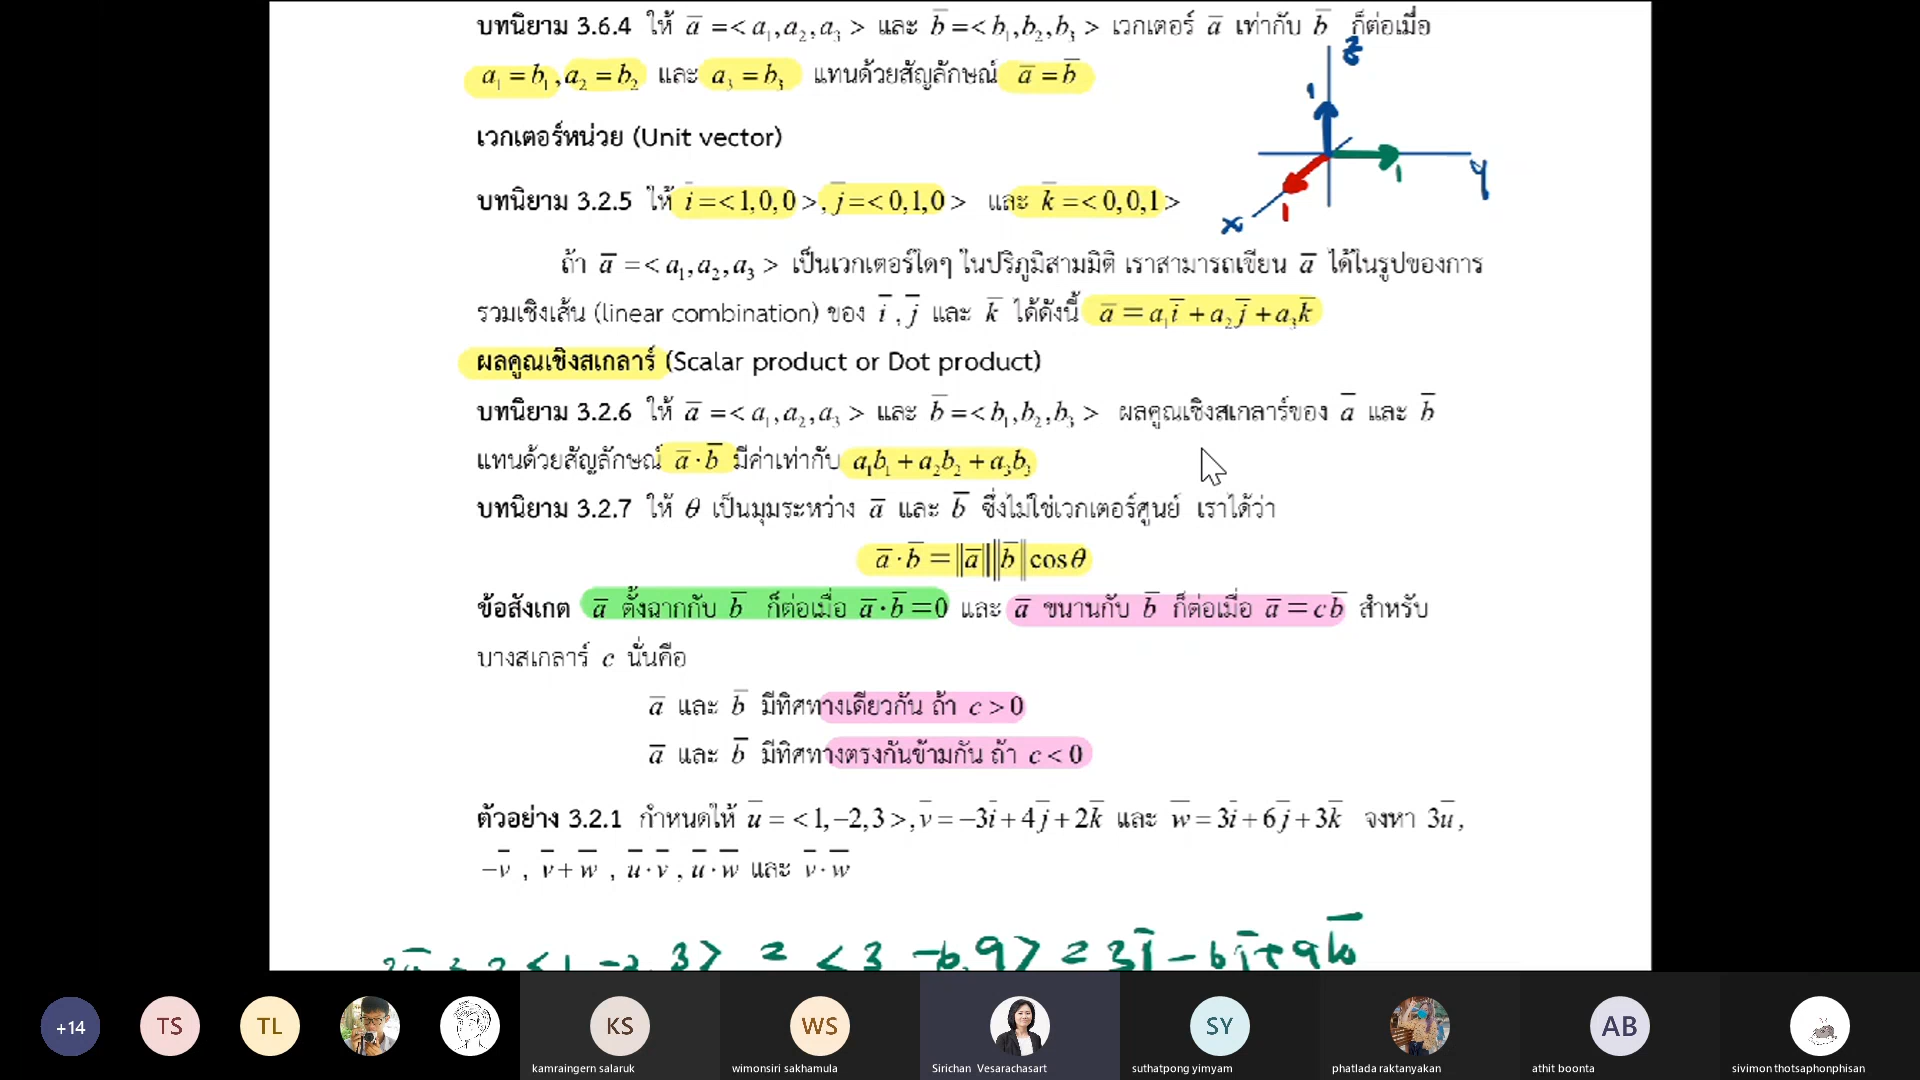 บทนิยาม 3.6.4 ให้ a̅ =< a₁,a₂,a₃ > และ b̅ =< b₁,b₂,b₃ > เวกเตอร์ a̅ เท่ากับ b̅ ก็ต่อเมื่อ
a₁ = b₁ , a₂ = b₂ และ a₃ = b₃ แทนด้วยสัญลักษณ์ a̅ = b̅
z
1
1
y
1
x
เวกเตอร์หน่วย (Unit vector)
บทนิยาม 3.2.5 ให้ i̅ =< 1,0,0 >, j̅ =< 0,1,0 > และ k̅ =< 0,0,1 >
ถ้า a̅ =< a₁,a₂,a₃ > เป็นเวกเตอร์ใดๆ ในปริภูมิสามมิติ เราสามารถเขียน a̅ ได้ในรูปของการ
รวมเชิงเส้น (linear combination) ของ i̅ , j̅ และ k̅ ได้ดังนี้ a̅ = a₁i̅ + a₂j̅ + a₃k̅
ผลคูณเชิงสเกลาร์ (Scalar product or Dot product)
บทนิยาม 3.2.6 ให้ a̅ =< a₁,a₂,a₃ > และ b̅ =< b₁,b₂,b₃ > ผลคูณเชิงสเกลาร์ของ a̅ และ b̅
แทนด้วยสัญลักษณ์ a̅ · b̅ มีค่าเท่ากับ a₁b₁ + a₂b₂ + a₃b₃
บทนิยาม 3.2.7 ให้ θ เป็นมุมระหว่าง a̅ และ b̅ ซึ่งไม่ใช่เวกเตอร์ศูนย์ เราได้ว่า
a̅ · b̅ = ||a̅|| ||b̅|| cos θ
ข้อสังเกต a̅ ตั้งฉากกับ b̅ ก็ต่อเมื่อ a̅ · b̅ = 0 และ a̅ ขนานกับ b̅ ก็ต่อเมื่อ a̅ = c b̅ สำหรับ
บางสเกลาร์ c นั่นคือ
a̅ และ b̅ มีทิศทางเดียวกัน ถ้า c > 0
a̅ และ b̅ มีทิศทางตรงกันข้ามกัน ถ้า c < 0
ตัวอย่าง 3.2.1 กำหนดให้ u̅ = < 1,−2,3 >, v̅ = −3i̅ + 4j̅ + 2k̅ และ w̅ = 3i̅ + 6j̅ + 3k̅ จงหา 3u̅ ,
−v̅ , v̅ + w̅ , u̅ · v̅ , u̅ · w̅ และ v̅ · w̅
3u̅ = 3 <1, −2, 3> = <3, −6, 9> = 3i̅ − 6j̅ + 9k̅
+14
TS
TL
KS
WS
SY
AB
kamraingern salaruk
wimonsiri sakhamula
Sirichan Vesarachasart
suthatpong yimyam
phatlada raktanyakan
athit boonta
sivimon thotsaphonphisan